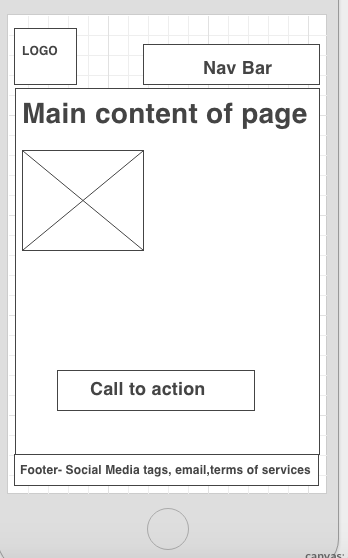 LOGO
Nav Bar
Main content of page
Call to action
Footer- Social Media tags, email,terms of services
canvas: